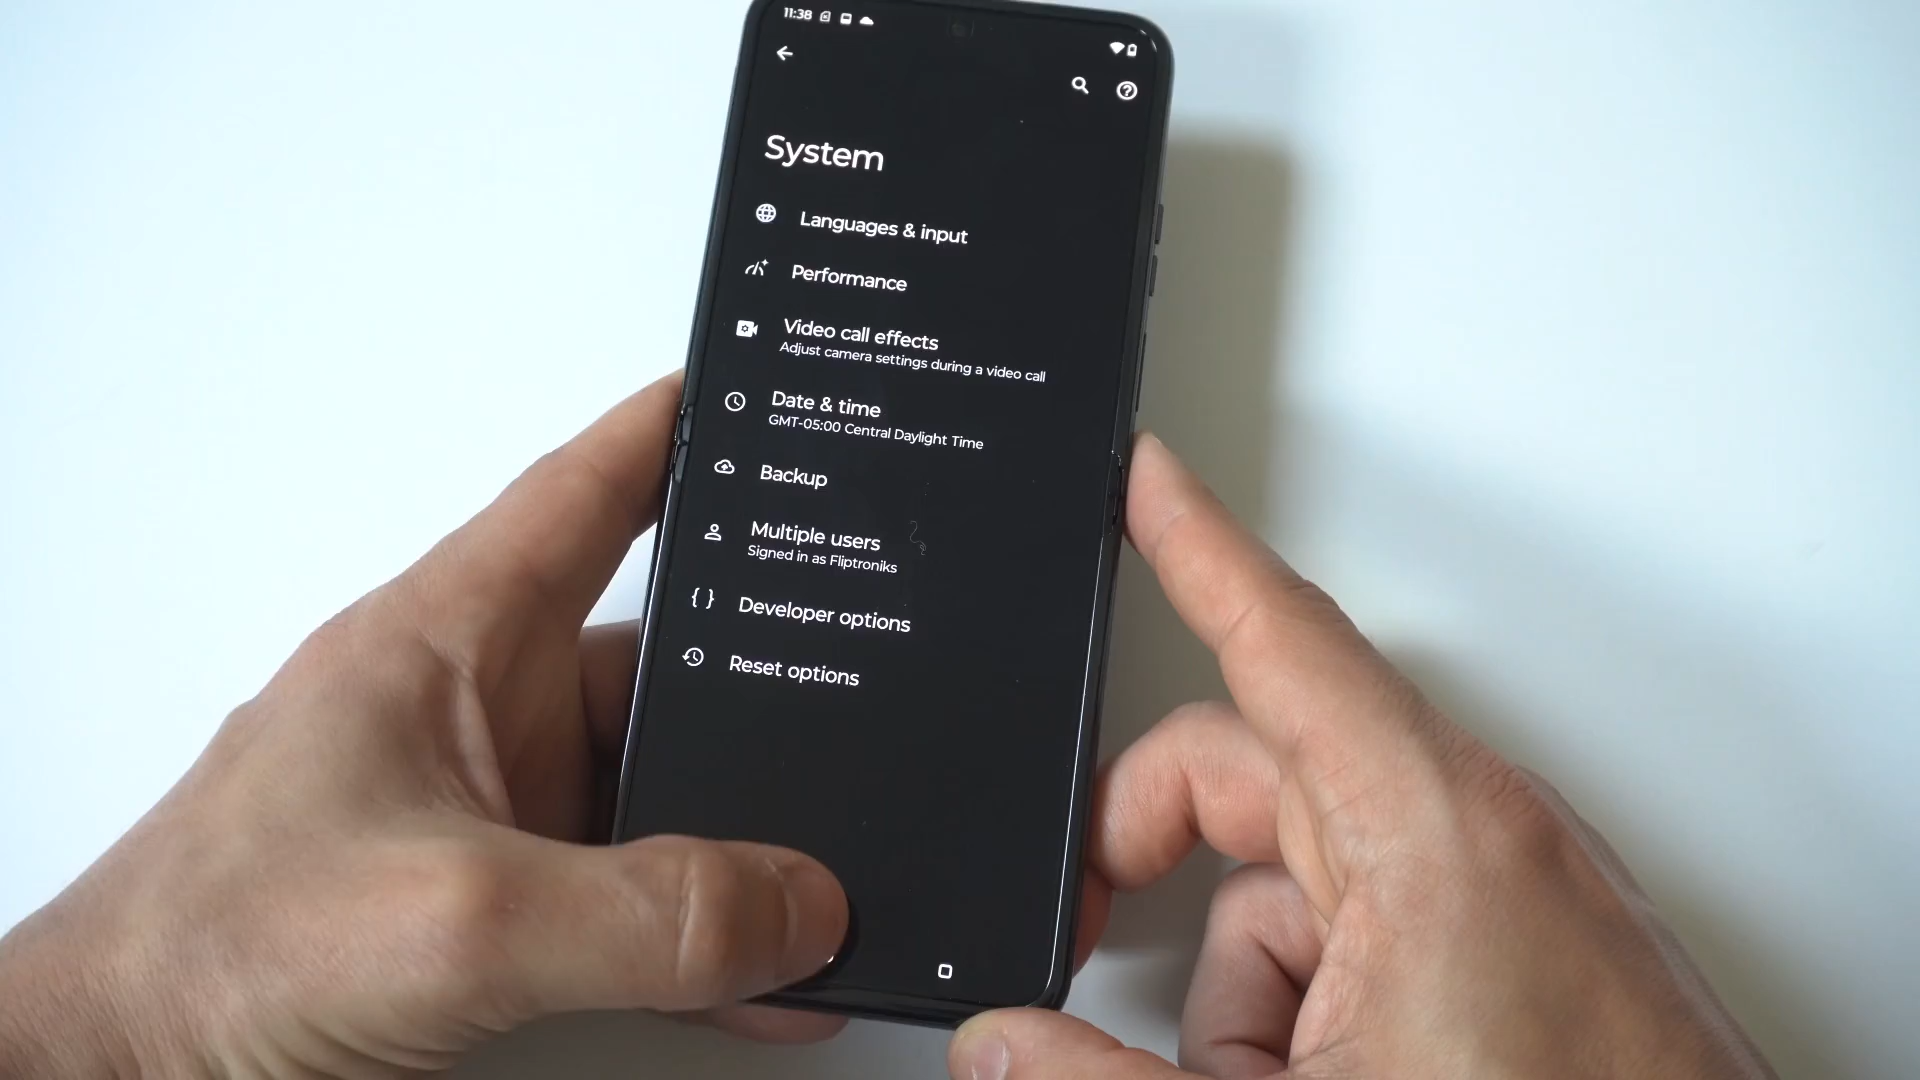 11:38
System
Languages & input
Performance
Video call effects
Adjust camera settings during a video call
Date & time
GMT-05:00 Central Daylight Time
Backup
Multiple users
Signed in as Fliptroniks
Developer options
Reset options